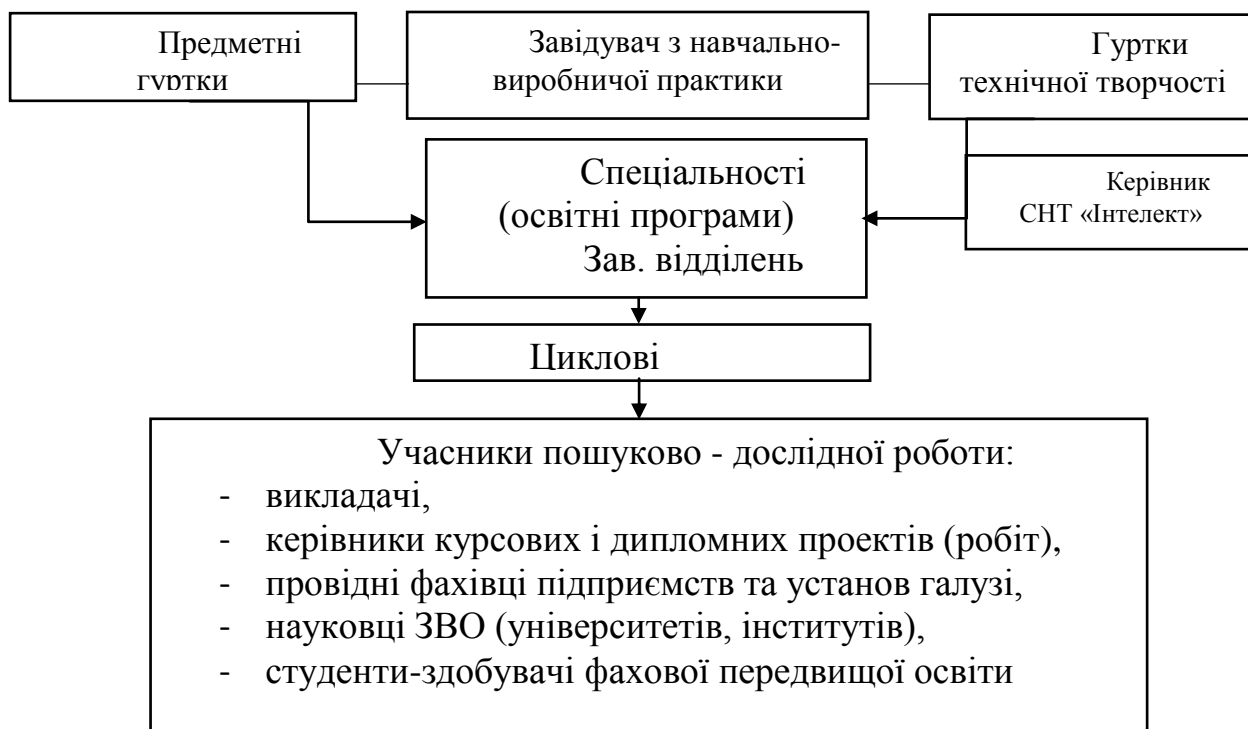 Предметні
гуртки
Завідувач з навчально-
виробничої практики
Гуртки
технічної творчості
Спеціальності
(освітні програми)
Зав. відділень
Керівник
СНТ «Інтелект»
Циклові
Учасники пошуково - дослідної роботи:
- викладачі,
- керівники курсових і дипломних проектів (робіт),
- провідні фахівці підприємств та установ галузі,
- науковці ЗВО (університетів, інститутів),
- студенти-здобувачі фахової передвищої освіти